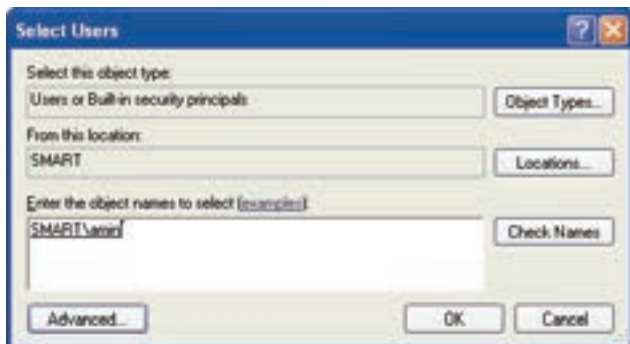 Select Users
Select this object type:
Users or Built-in security principals
Object Types...
From this location:
SMART
Locations...
Enter the object names to select (examples):
SMART\amin
Check Names
Advanced...
OK
Cancel